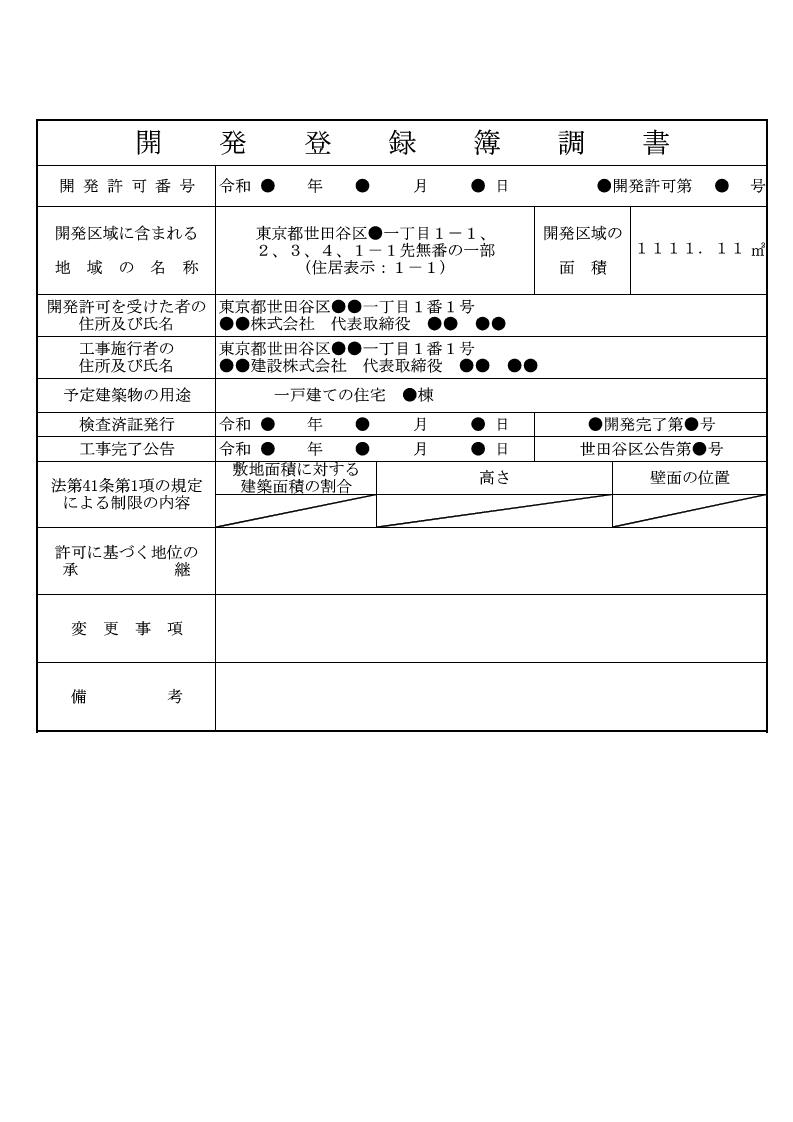 開発登録簿調書
開発許可番号 令和 ● 年 ● 月 ● 日 ●開発許可第 ● 号
開発区域に含まれる
地域の名称
東京都世田谷区●一丁目１－１、
２、３、４、１－１先無番の一部
（住居表示：１－１）
開発区域の
面積
１１１１．１１ ㎡
開発許可を受けた者の
住所及び氏名
東京都世田谷区●●一丁目１番１号
●●株式会社　代表取締役　●●　●●
工事施行者の
住所及び氏名
東京都世田谷区●●一丁目１番１号
●●建設株式会社　代表取締役　●●　●●
予定建築物の用途 一戸建ての住宅　●棟
検査済証発行 令和 ● 年 ● 月 ● 日 ●開発完了第●号
工事完了公告 令和 ● 年 ● 月 ● 日 世田谷区公告第●号
法第41条第1項の規定
による制限の内容
敷地面積に対する
建築面積の割合
高さ
壁面の位置
許可に基づく地位の
承継
変更事項
備考